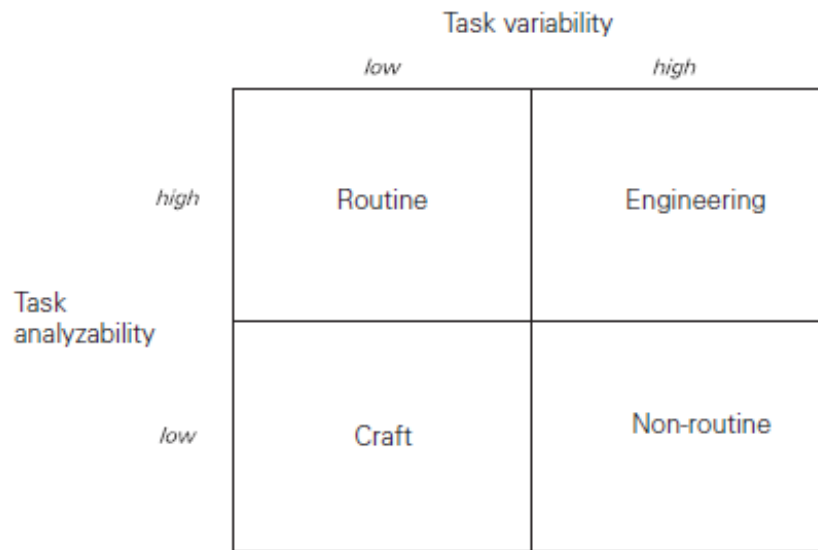 Task variability
low high
high Routine Engineering
Task
analyzability
low Craft Non-routine